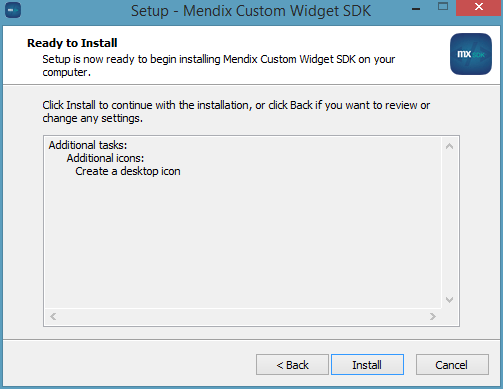 Setup - Mendix Custom Widget SDK
Ready to Install
Setup is now ready to begin installing Mendix Custom Widget SDK on your
computer.
mx SDK
Click Install to continue with the installation, or click Back if you want to review or
change any settings.
Additional tasks:
Additional icons:
Create a desktop icon
< Back
Install
Cancel